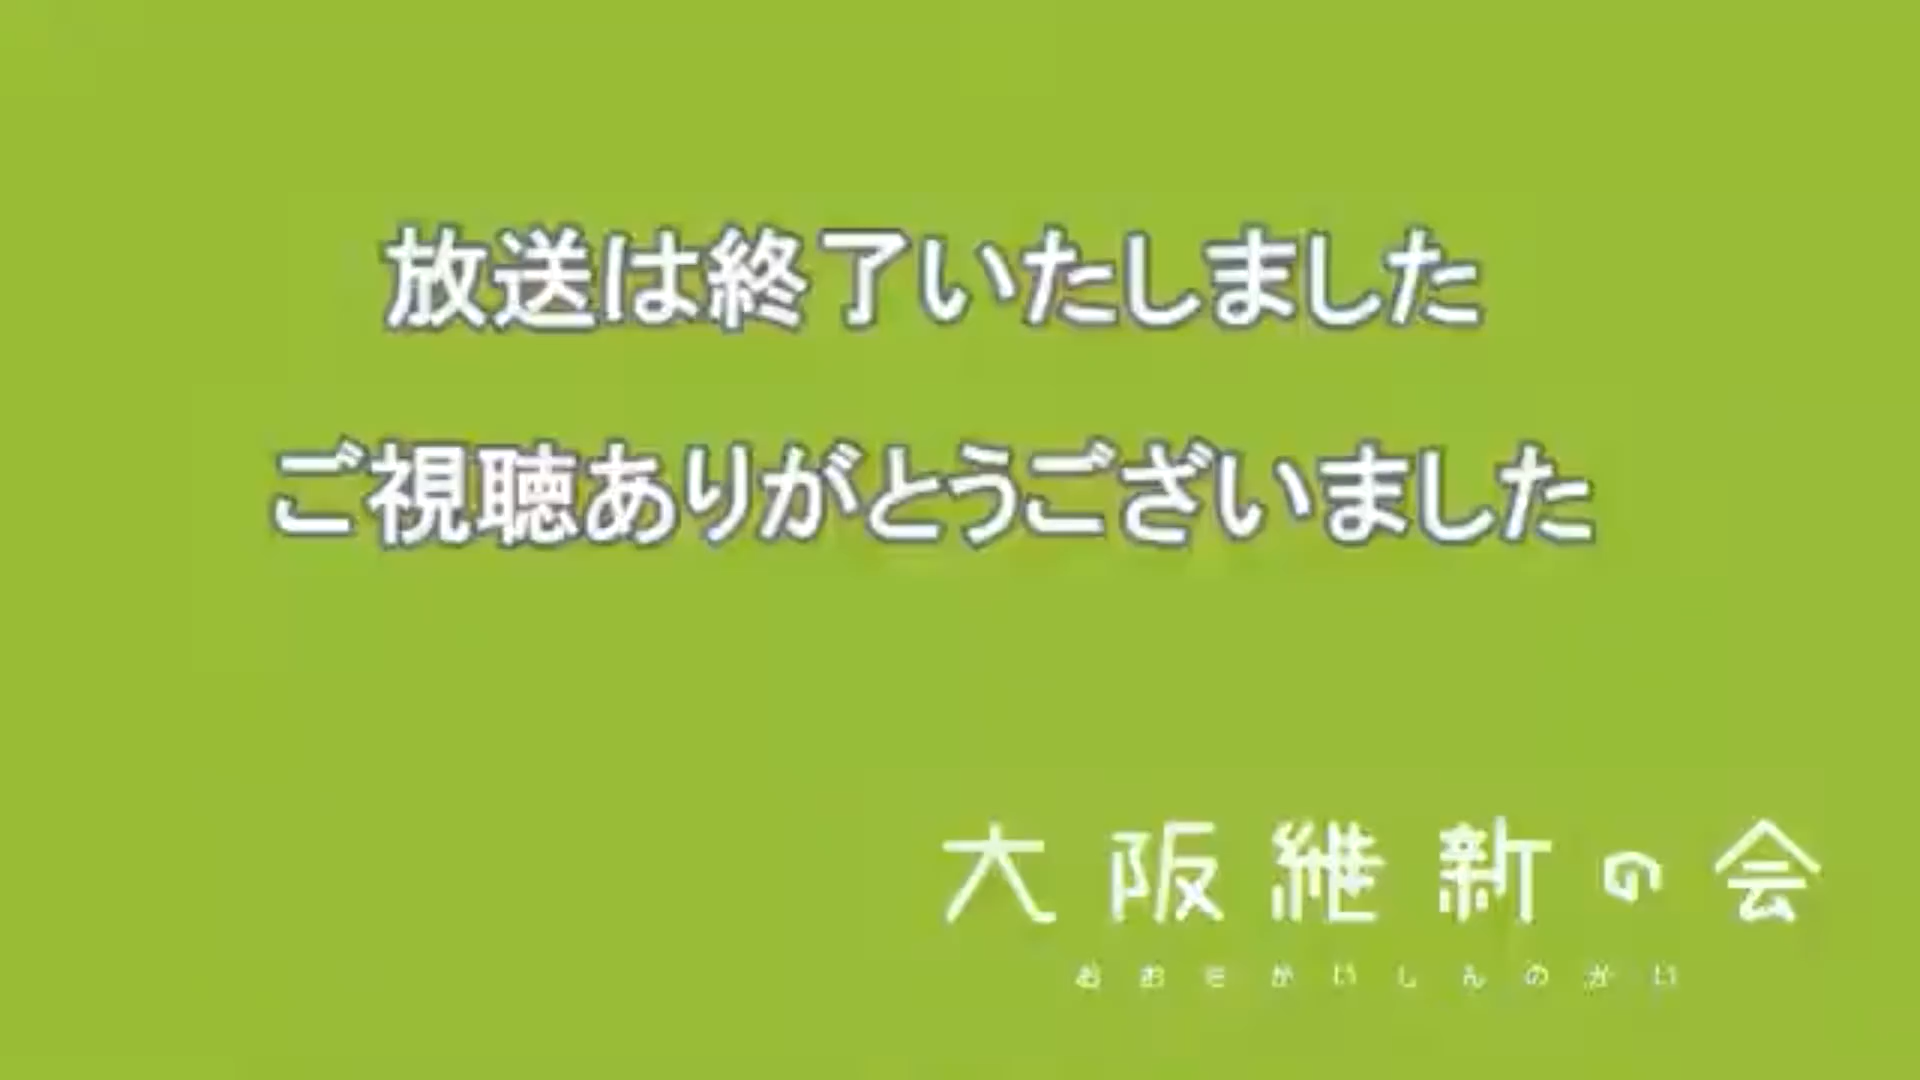 放送は終了いたしました
ご視聴ありがとうございました
大阪維新の会
おおさかいしんのかい